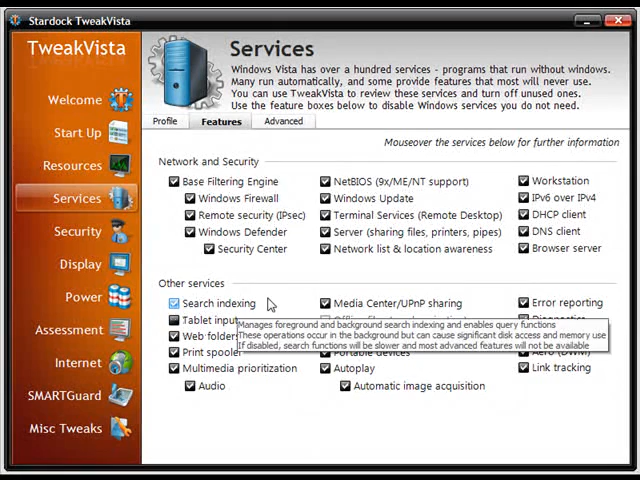 Stardock TweakVista
TweakVista
Welcome
Start Up
Resources
Services
Security
Display
Power
Assessment
Internet
SMARTGuard
Misc Tweaks
Services
Windows Vista has over a hundred services - programs that run without windows.
Many run automatically, and some provide features that most will never use.
You can use TweakVista to review these services and turn off unused ones.
Use the feature boxes below to disable Windows services you do not need.
Profile Features Advanced
Mouseover the services below for further information
Network and Security
Base Filtering Engine NetBIOS (9x/ME/NT support) Workstation
Windows Firewall Windows Update IPv6 over IPv4
Remote security (IPsec) Terminal Services (Remote Desktop) DHCP client
Windows Defender Server (sharing files, printers, pipes) DNS client
Security Center Network list & location awareness Browser server
Other services
Search indexing Media Center/UPnP sharing Error reporting
Tablet input
Manages foreground and background search indexing and enables query functions
These operations occur in the background but can cause significant disk access and memory use
If disabled, search functions will be slower and most advanced features will not be available
Web folders
Print spooler
Multimedia prioritization Autoplay Link tracking
Audio Automatic image acquisition